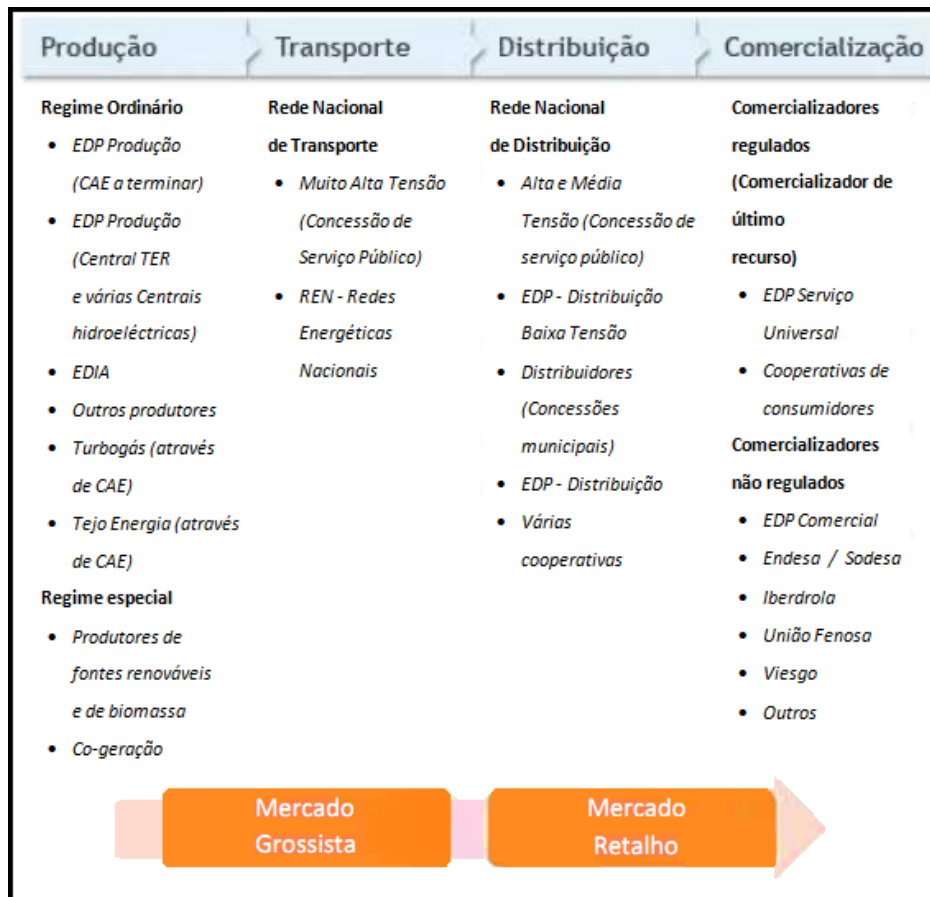 Produção
Transporte
Distribuição
Comercialização
Regime Ordinário
• EDP Produção
(CAE a terminar)
• EDP Produção
(Central TER
e várias Centrais
hidroeléctricas)
• EDIA
• Outros produtores
• Turbogás (através
de CAE)
• Tejo Energia (através
de CAE)
Regime especial
• Produtores de
fontes renováveis
e de biomassa
• Co-geração
Rede Nacional
de Transporte
• Muito Alta Tensão
(Concessão de
Serviço Público)
• REN - Redes
Energéticas
Nacionais
Rede Nacional
de Distribuição
• Alta e Média
Tensão (Concessão de
serviço público)
• EDP - Distribuição
Baixa Tensão
• Distribuidores
(Concessões
municipais)
• EDP - Distribuição
• Várias
cooperativas
Comercializadores
regulados
(Comercializador de
último
recurso)
• EDP Serviço
Universal
• Cooperativas de
consumidores
Comercializadores
não regulados
• EDP Comercial
• Endesa / Sodesa
• Iberdrola
• União Fenosa
• Viesgo
• Outros
Mercado
Grossista
Mercado
Retalho